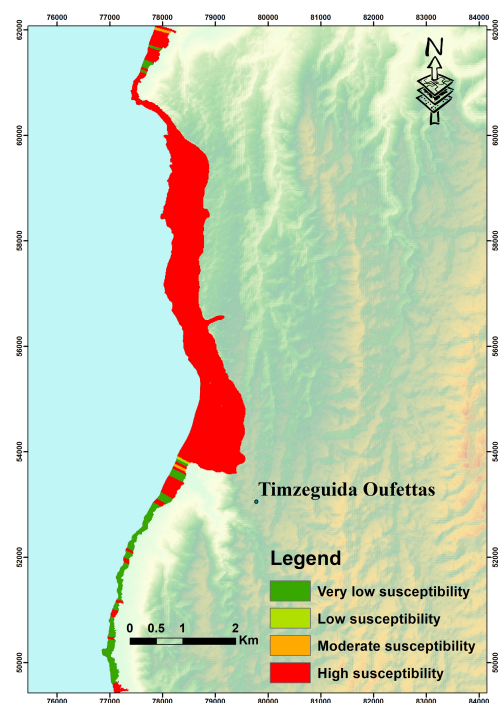 76000 77000 78000 79000 80000 81000 82000 83000 84000
62000
62000
60000
60000
58000
58000
56000
56000
54000
54000
52000
52000
50000
50000
N
Timzeguida Oufettas
Legend
Very low susceptibility
Low susceptibility
Moderate susceptibility
High susceptibility
0 0.5 1 2
Km
76000 77000 78000 79000 80000 81000 82000 83000 84000